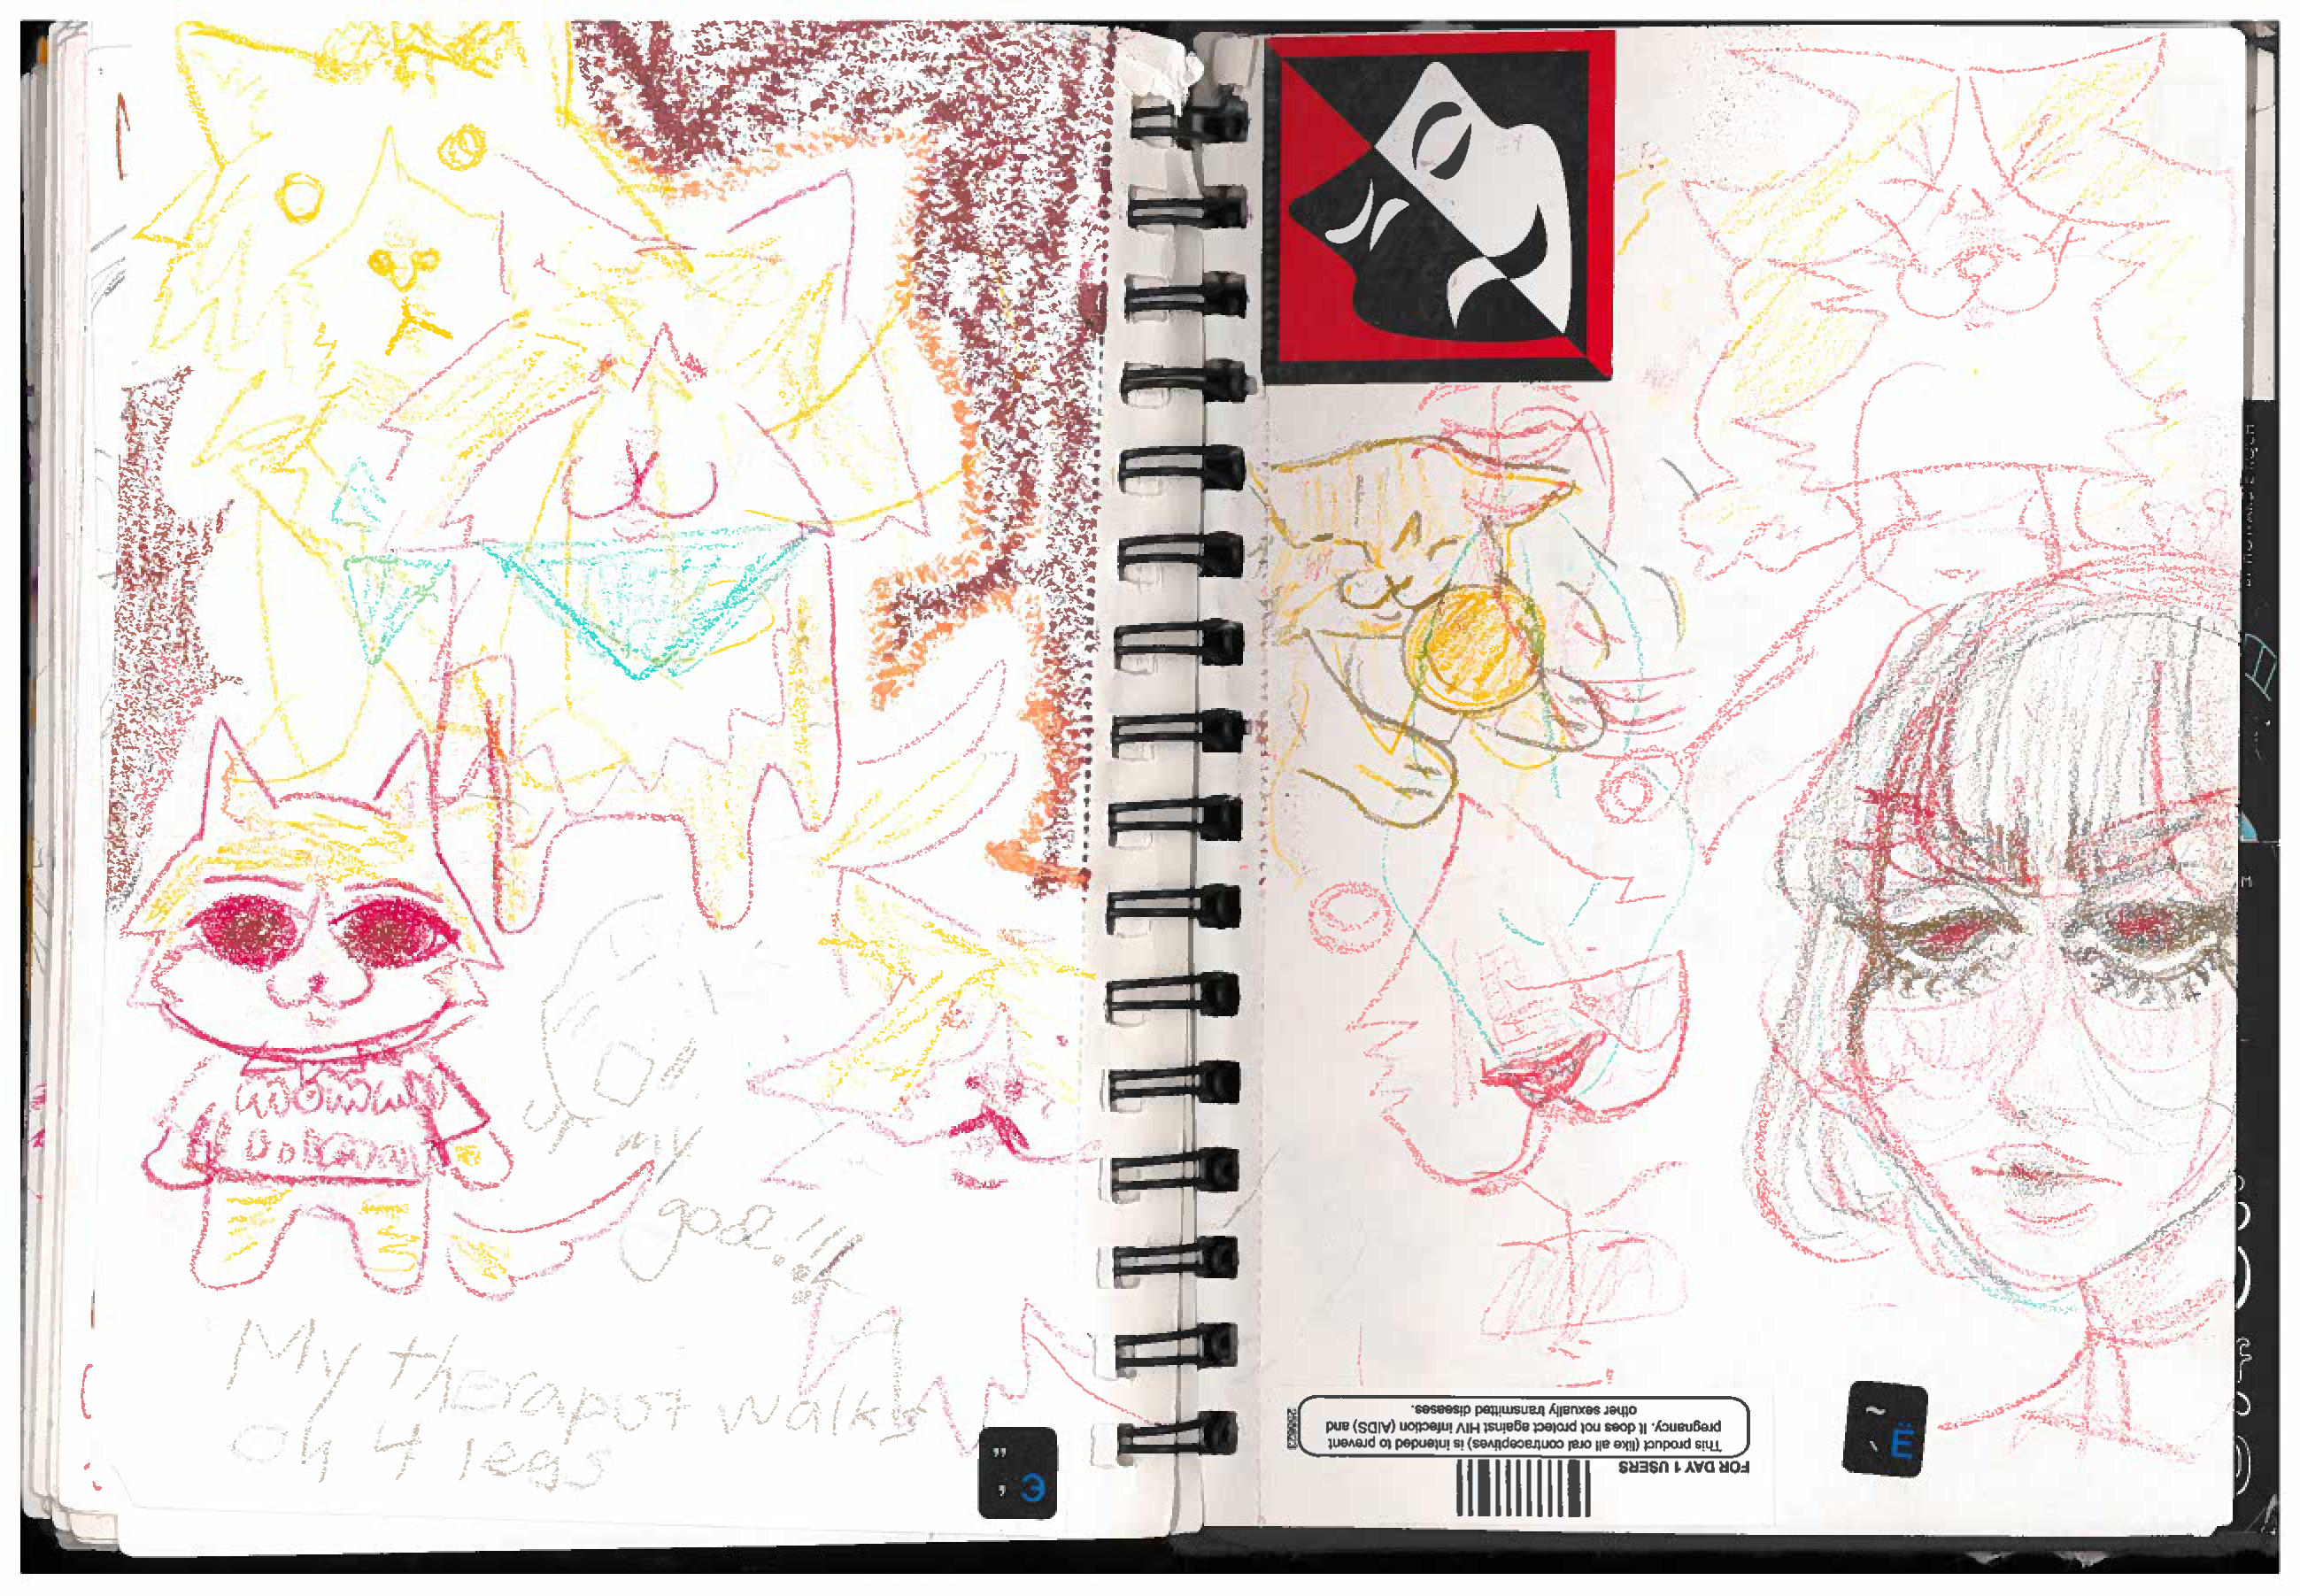 mommy
my
god!!!
My therapist walks
on 4 legs
"
' Э
FOR DAY 1 USERS
This product (like all oral contraceptives) is intended to prevent
pregnancy. It does not protect against HIV infection (AIDS) and
other sexually transmitted diseases.
~
` Ё